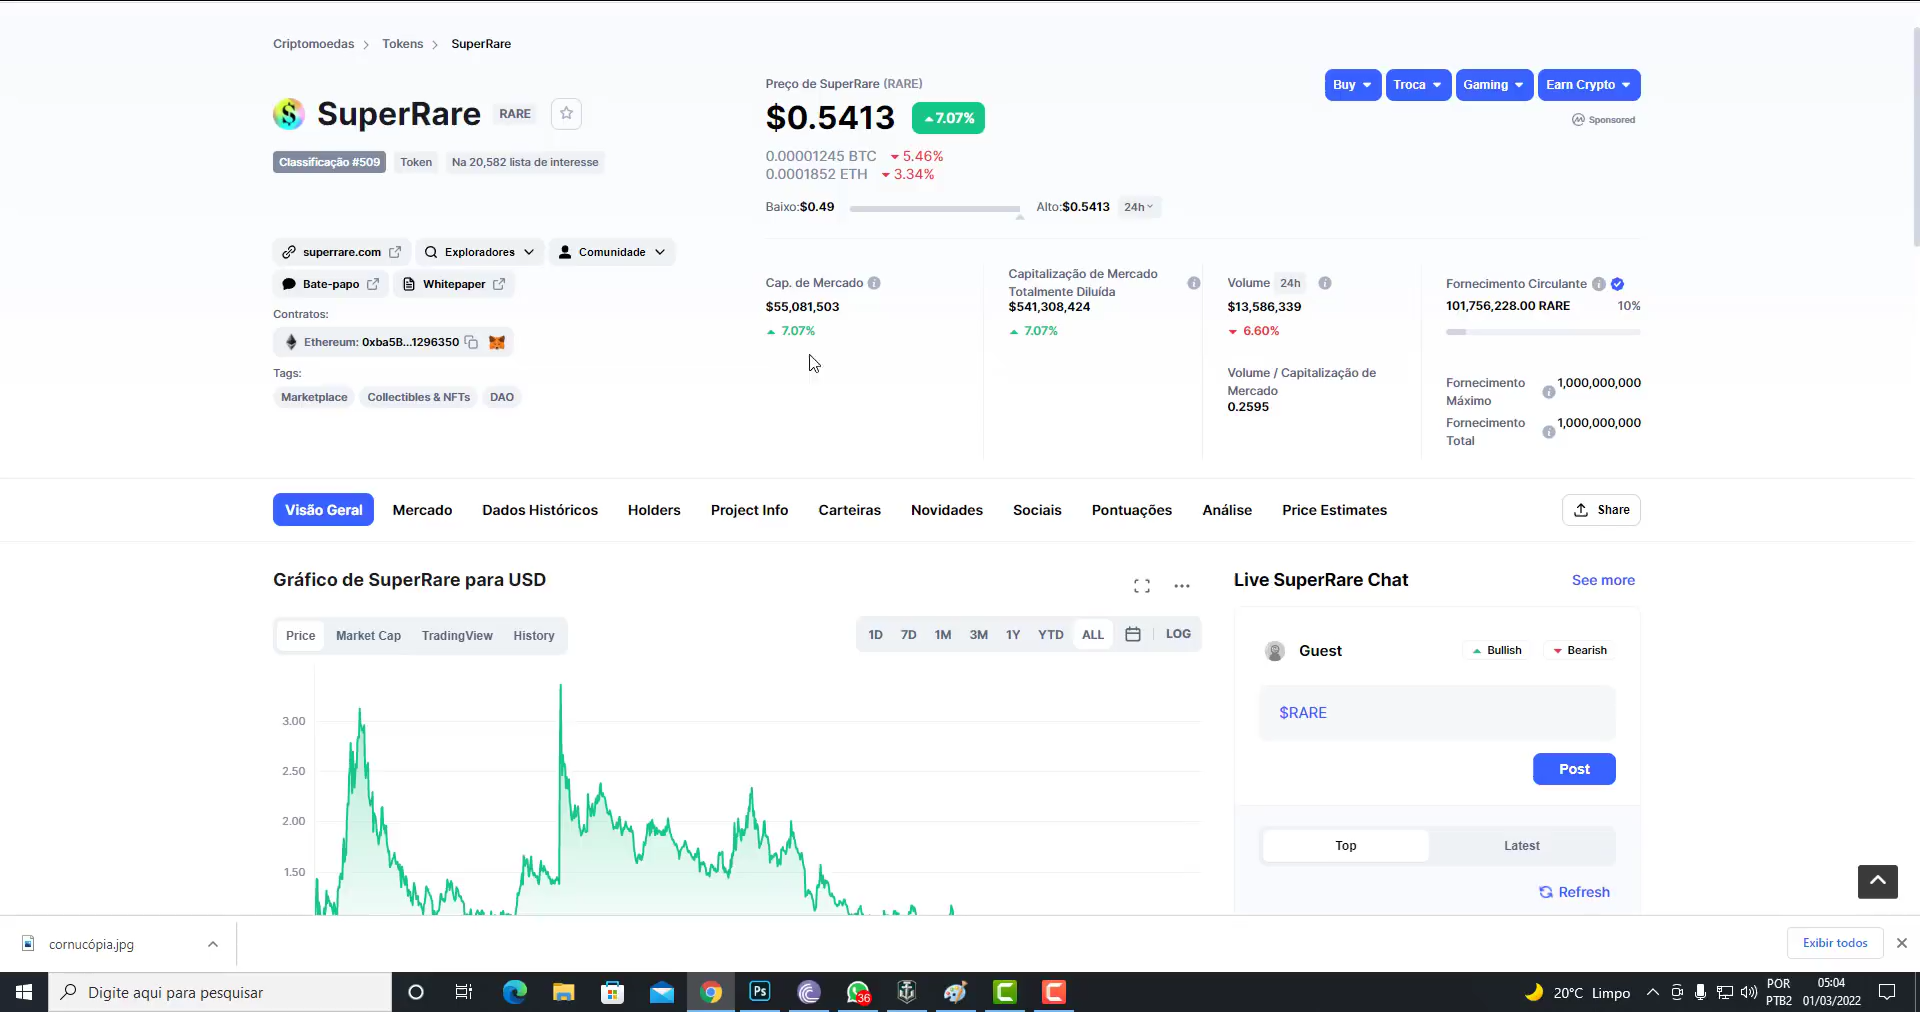 Criptomoedas > Tokens > SuperRare
SuperRare RARE
Classificação #509 Token Na 20,582 lista de interesse
superrare.com Exploradores Comunidade
Bate-papo Whitepaper
Contratos:
Ethereum: 0xba5B...1296350
Tags:
Marketplace Collectibles & NFTs DAO
Preço de SuperRare (RARE)
$0.5413 7.07%
0.00001245 BTC 5.46%
0.0001852 ETH 3.34%
Baixo:$0.49 Alto:$0.5413 24h
Buy Troca Gaming Earn Crypto
Sponsored
Cap. de Mercado
$55,081,503
7.07%
Capitalização de Mercado
Totalmente Diluída
$541,308,424
7.07%
Volume 24h
$13,586,339
6.60%
Volume / Capitalização de
Mercado
0.2595
Fornecimento Circulante
101,756,228.00 RARE 10%
Fornecimento
Máximo
1,000,000,000
Fornecimento
Total
1,000,000,000
Visão Geral Mercado Dados Históricos Holders Project Info Carteiras Novidades Sociais Pontuações Análise Price Estimates Share
Gráfico de SuperRare para USD
Price Market Cap TradingView History
1D 7D 1M 3M 1Y YTD ALL LOG
3.00
2.50
2.00
1.50
Live SuperRare Chat See more
Guest Bullish Bearish
$RARE
Post
Top Latest
Refresh
cornucópia.jpg
Exibir todos
Digite aqui para pesquisar
Ps
36
20°C Limpo
POR
PTB2
05:04
01/03/2022